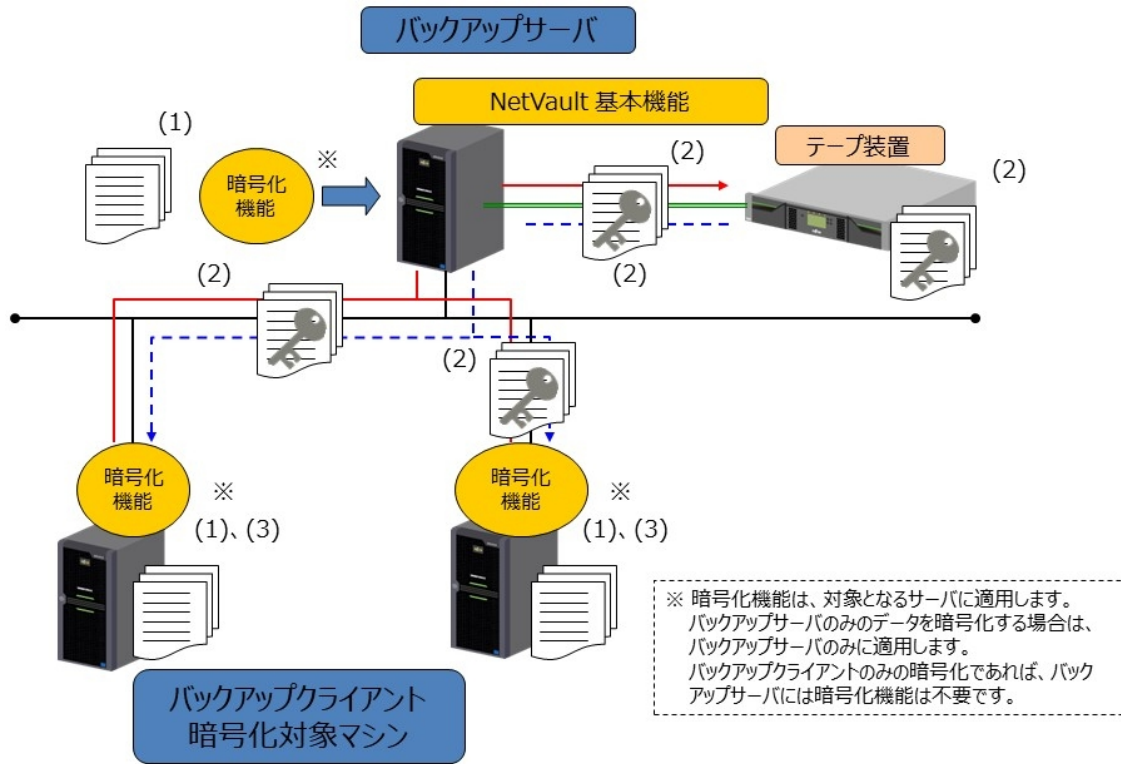 バックアップサーバ
NetVault 基本機能
(1)
暗号化
機能
※
(2)
テープ装置
(2)
(2)
(2)
(2)
暗号化
機能
※
(1)、(3)
暗号化
機能
※
(1)、(3)
バックアップクライアント
暗号化対象マシン
※ 暗号化機能は、対象となるサーバに適用します。
バックアップサーバのみのデータを暗号化する場合は、
バックアップサーバのみに適用します。
バックアップクライアントのみの暗号化であれば、バック
アップサーバには暗号化機能は不要です。